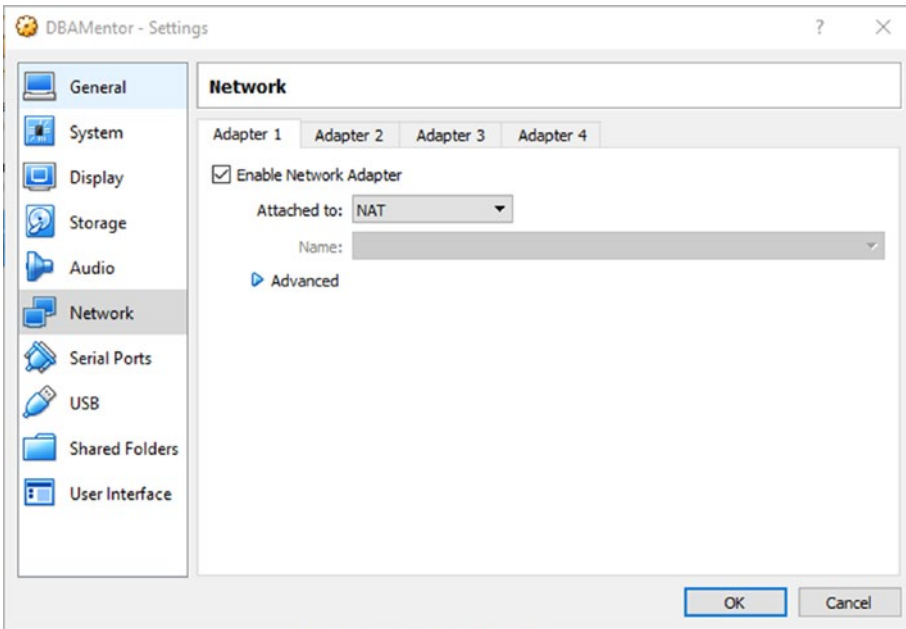 DBAMentor - Settings
?
General
System
Display
Storage
Audio
Network
Serial Ports
USB
Shared Folders
User Interface
Network
Adapter 1 Adapter 2 Adapter 3 Adapter 4
Enable Network Adapter
Attached to: NAT
Name:
Advanced
OK Cancel